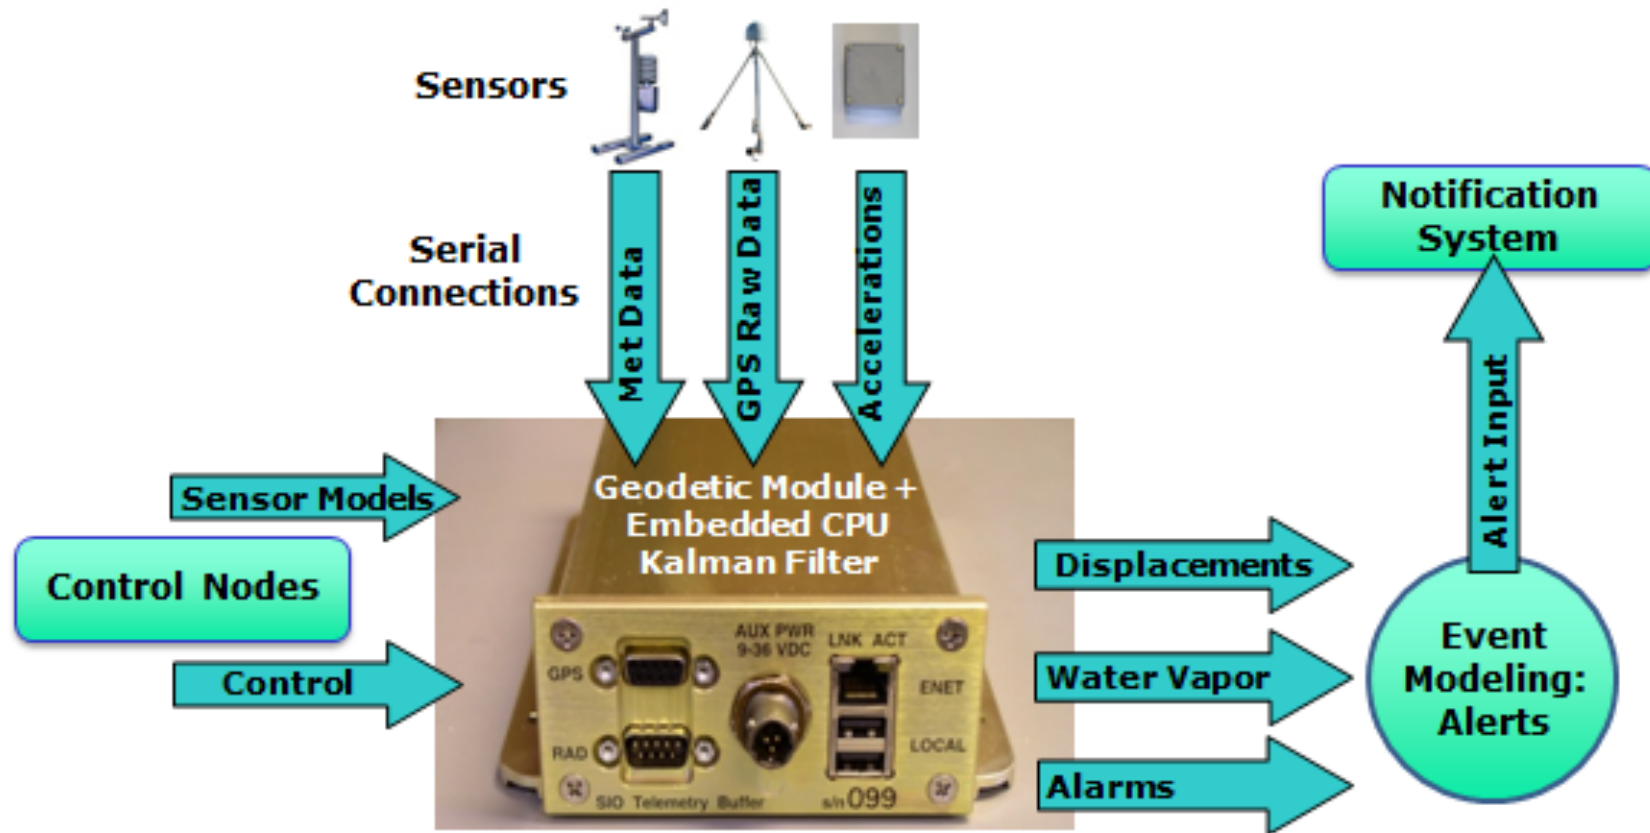 Sensors
Serial
Connections
Met Data
GPS Raw Data
Accelerations
Notification
System
Alert Input
Sensor Models
Control Nodes
Control
Geodetic Module +
Embedded CPU
Kalman Filter
Displacements
Water Vapor
Alarms
Event
Modeling:
Alerts
AUX PWR
9-36 VDC
LNK ACT
GPS
ENET
RAD
LOCAL
SIO Telemetry Buffer
s/n 099